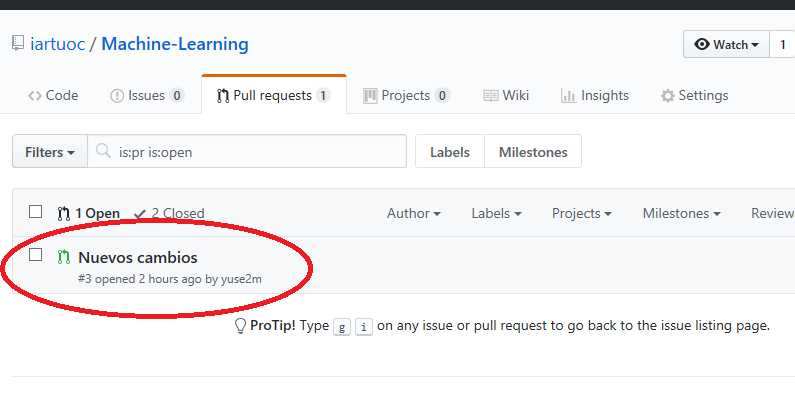 iartuoc / Machine-Learning
Watch 1
Code Issues 0 Pull requests 1 Projects 0 Wiki Insights Settings
Filters is:pr is:open Labels Milestones
1 Open 2 Closed Author Labels Projects Milestones Review
Nuevos cambios
#3 opened 2 hours ago by yuse2m
ProTip! Type g i on any issue or pull request to go back to the issue listing page.